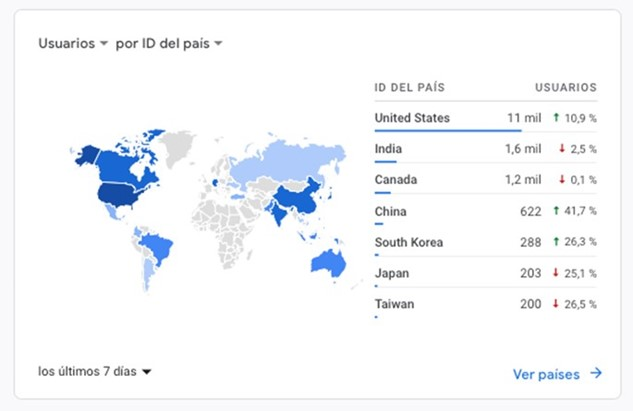 Usuarios por ID del país
ID DEL PAÍS USUARIOS
United States 11 mil ↑ 10,9 %
India 1,6 mil ↓ 2,5 %
Canada 1,2 mil ↓ 0,1 %
China 622 ↑ 41,7 %
South Korea 288 ↑ 26,3 %
Japan 203 ↓ 25,1 %
Taiwan 200 ↓ 26,5 %
los últimos 7 días
Ver países →